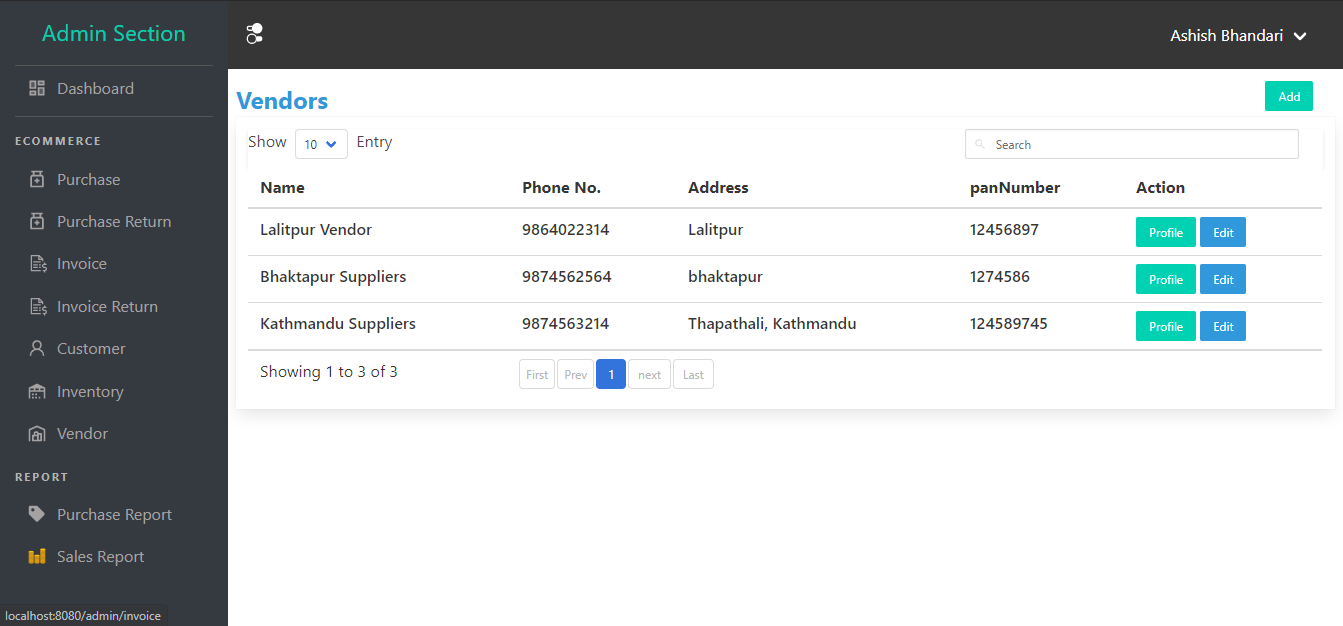 Admin Section
Ashish Bhandari
Dashboard
ECOMMERCE
Purchase
Purchase Return
Invoice
Invoice Return
Customer
Inventory
Vendor
REPORT
Purchase Report
Sales Report
localhost:8080/admin/invoice
Vendors
Add
Show 10 Entry
Search
Name Phone No. Address panNumber Action
Lalitpur Vendor 9864022314 Lalitpur 12456897 Profile Edit
Bhaktapur Suppliers 9874562564 bhaktapur 1274586 Profile Edit
Kathmandu Suppliers 9874563214 Thapathali, Kathmandu 124589745 Profile Edit
Showing 1 to 3 of 3 First Prev 1 next Last